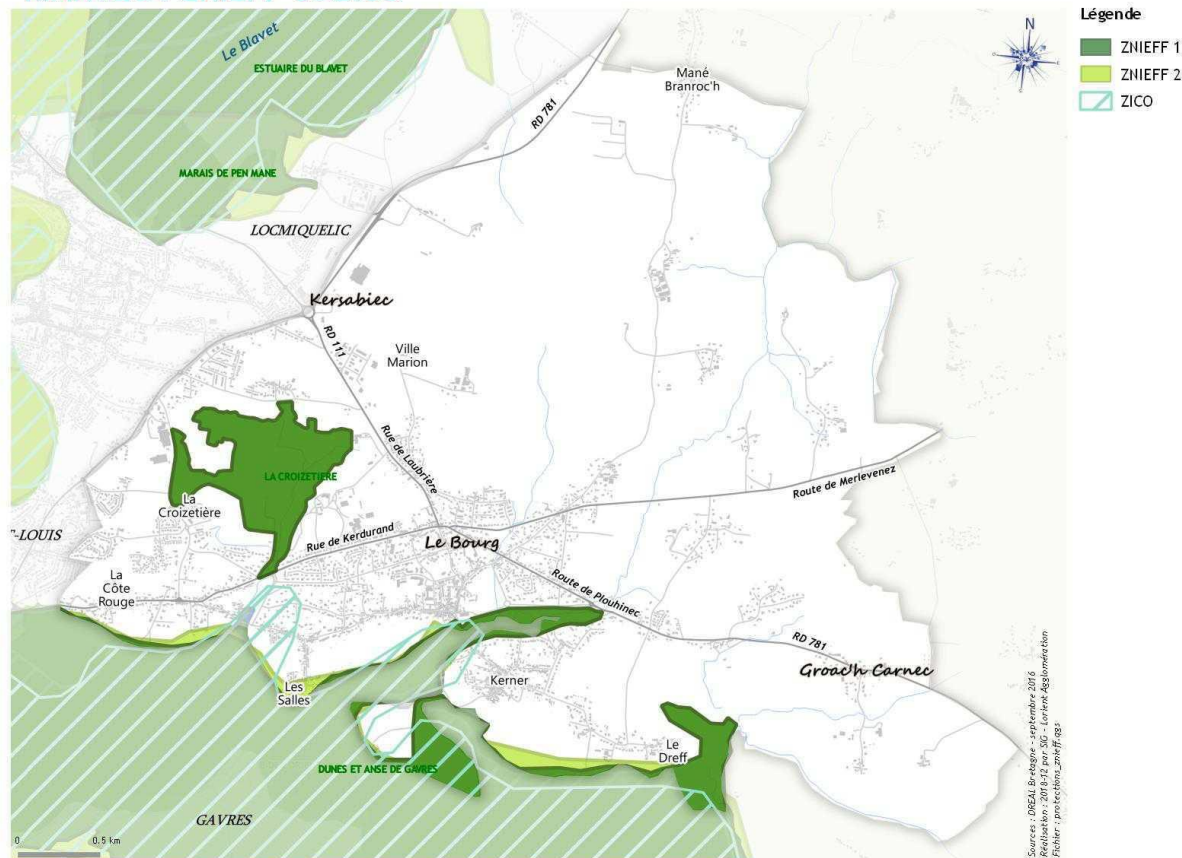 Légende
ZNIEFF 1
ZNIEFF 2
ZICO
N
Le Blavet
ESTUAIRE DU BLAVET
Mané
Branroc'h
RD 781
MARAIS DE PEN MANE
LOCMIQUELIC
Kersabiec
RD 111
Ville
Marion
Rue de Laubrière
LA CROIZETIERE
La
Croizetière
Route de Merlevenez
T-LOUIS
Rue de Kerdurand
Le Bourg
La
Côte
Rouge
Route de Plouhinec
RD 781
Groac'h Carnec
Les
Salles
Kerner
Le
Dreff
DUNES ET ANSE DE GAVRES
GAVRES
0 0.5 km
Sources : DREAL Bretagne - septembre 2016
Réalisation : 2018-12 par SIG - Lorient Agglomération
Fichier : protections_znieff.qgs